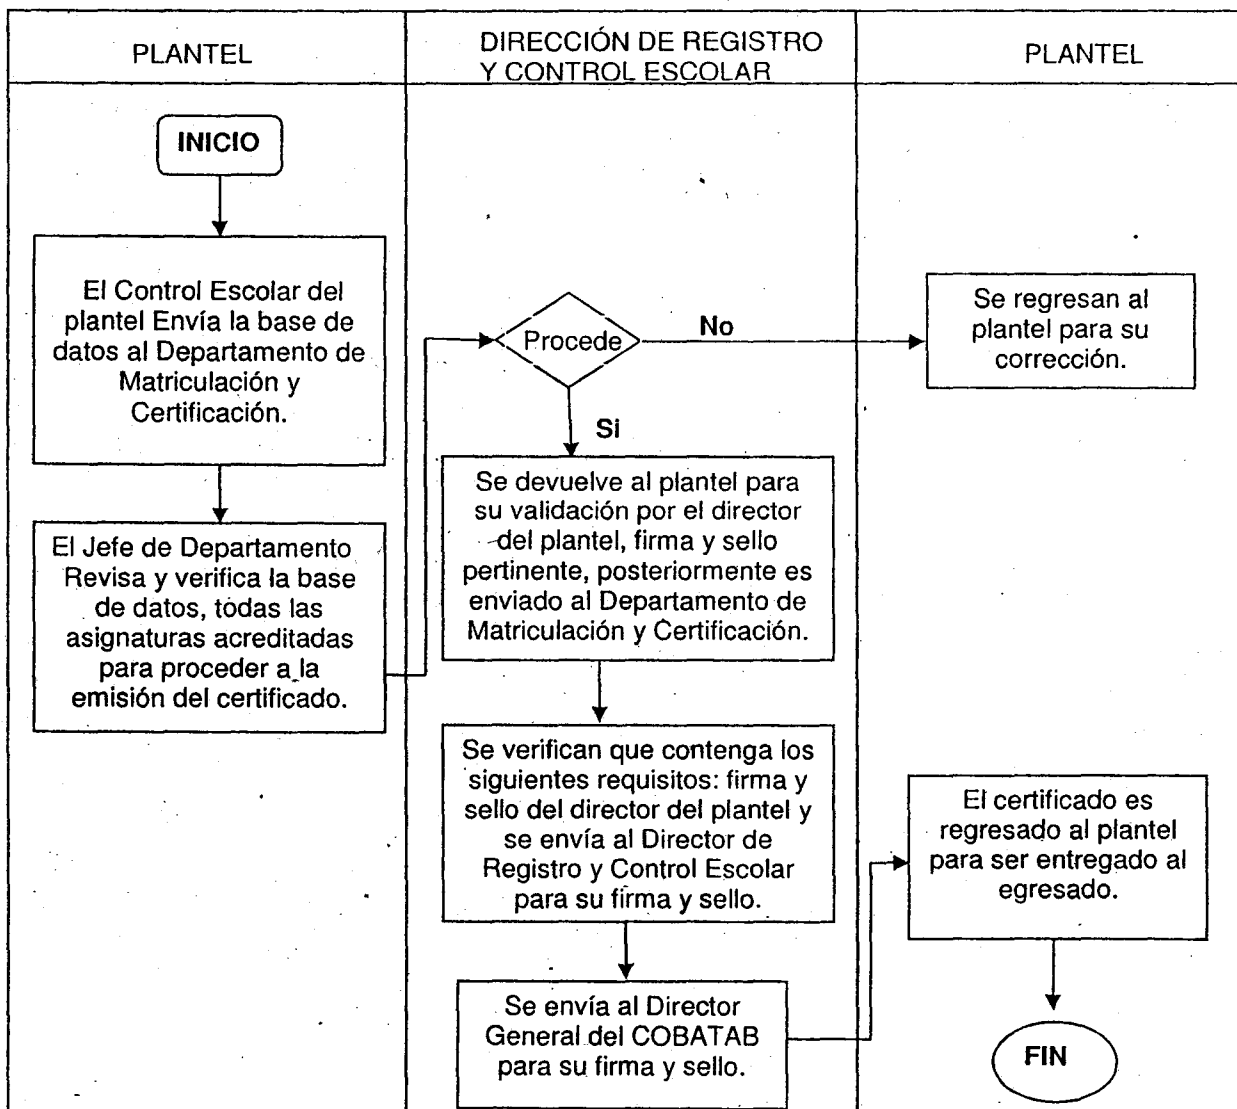 PLANTEL
DIRECCIÓN DE REGISTRO
Y CONTROL ESCOLAR
PLANTEL
INICIO
El Control Escolar del
plantel Envía la base de
datos al Departamento de
Matriculación y
Certificación.
El Jefe de Departamento
Revisa y verifica la base
de datos, todas las
asignaturas acreditadas
para proceder a la
emisión del certificado.
Procede
No
Si
Se regresan al
plantel para su
corrección.
Se devuelve al plantel para
su validación por el director
del plantel, firma y sello
pertinente, posteriormente es
enviado al Departamento de
Matriculación y Certificación.
Se verifican que contenga los
siguientes requisitos: firma y
sello del director del plantel y
se envía al Director de
Registro y Control Escolar
para su firma y sello.
Se envía al Director
General del COBATAB
para su firma y sello.
El certificado es
regresado al plantel
para ser entregado al
egresado.
FIN